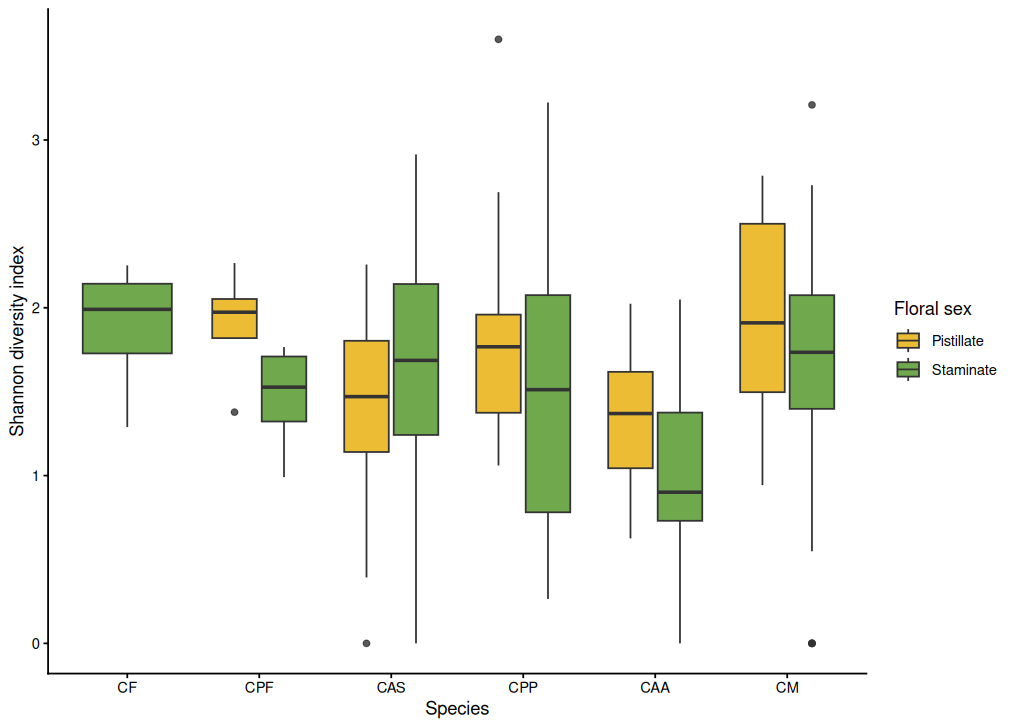 Shannon diversity index
3
2
1
0
CF CPF CAS CPP CAA CM
Species
Floral sex
Pistillate
Staminate